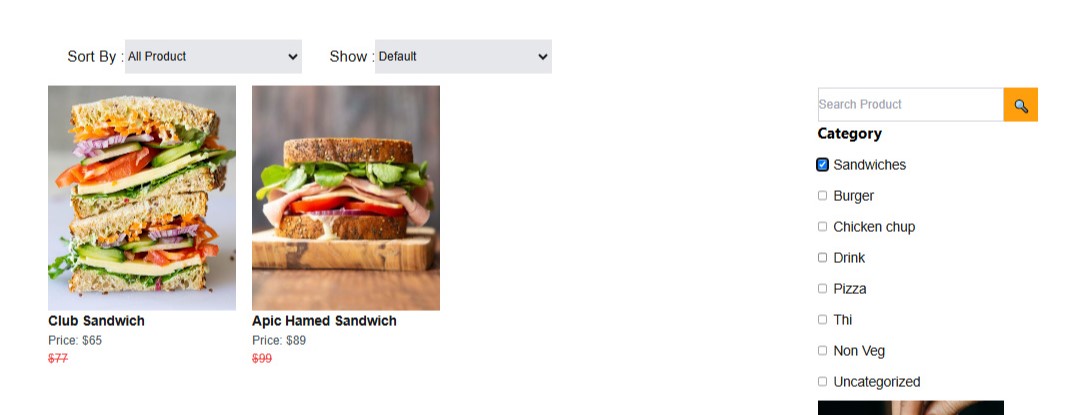 Sort By : All Product Show : Default
Search Product
Category
Sandwiches
Burger
Chicken chup
Drink
Pizza
Thi
Non Veg
Uncategorized
Club Sandwich
Price: $65
$77
Apic Hamed Sandwich
Price: $89
$99